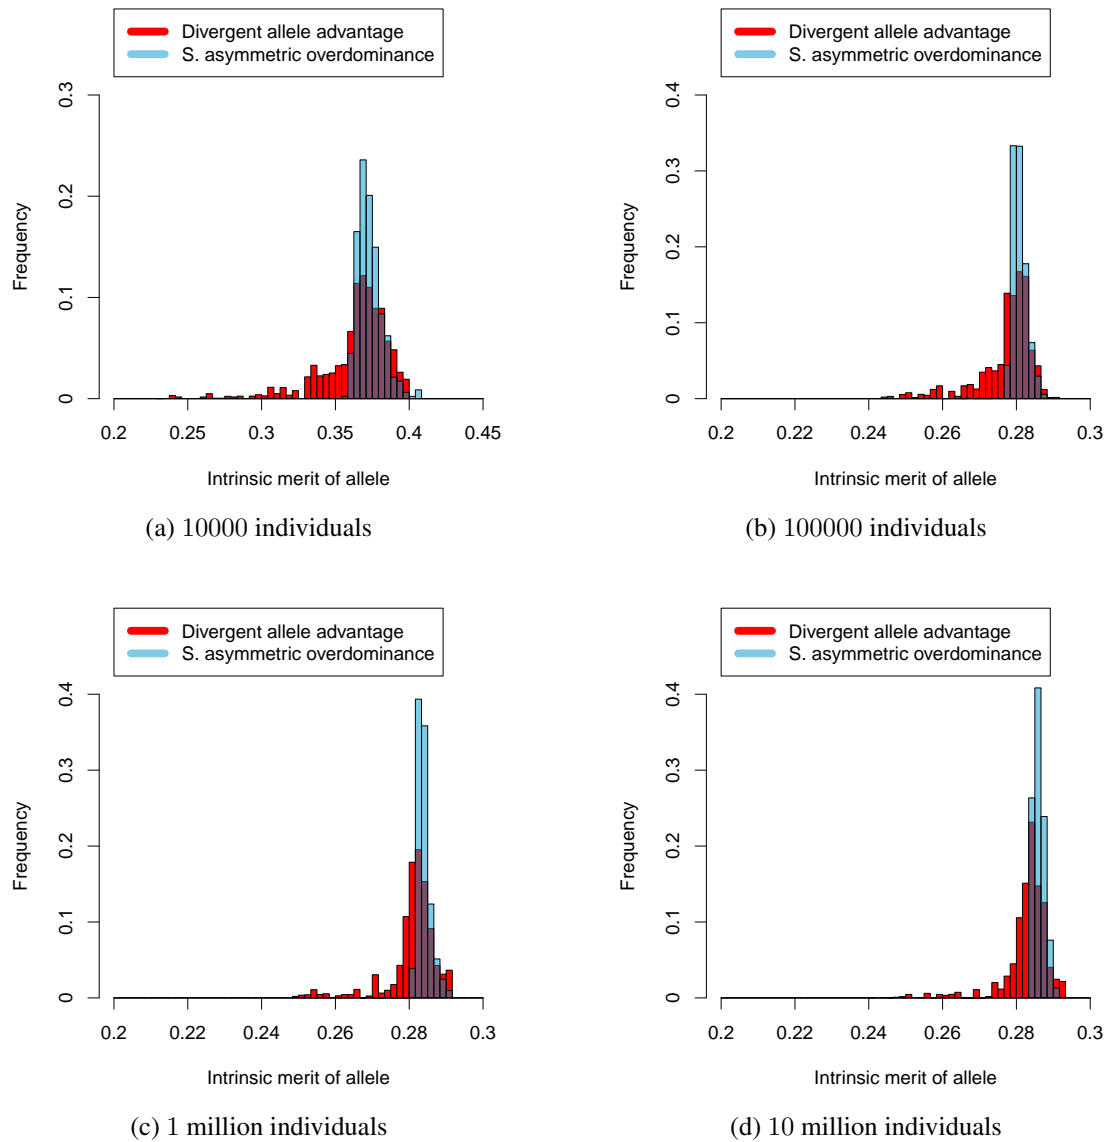 Divergent allele advantage
S. asymmetric overdominance
Frequency
0 0.1 0.2 0.3
0.2 0.25 0.3 0.35 0.4 0.45
Intrinsic merit of allele
(a) 10000 individuals
Divergent allele advantage
S. asymmetric overdominance
Frequency
0 0.1 0.2 0.3 0.4
0.2 0.22 0.24 0.26 0.28 0.3
Intrinsic merit of allele
(b) 100000 individuals
Divergent allele advantage
S. asymmetric overdominance
Frequency
0 0.1 0.2 0.3 0.4
0.2 0.22 0.24 0.26 0.28 0.3
Intrinsic merit of allele
(c) 1 million individuals
Divergent allele advantage
S. asymmetric overdominance
Frequency
0 0.1 0.2 0.3 0.4
0.2 0.22 0.24 0.26 0.28 0.3
Intrinsic merit of allele
(d) 10 million individuals